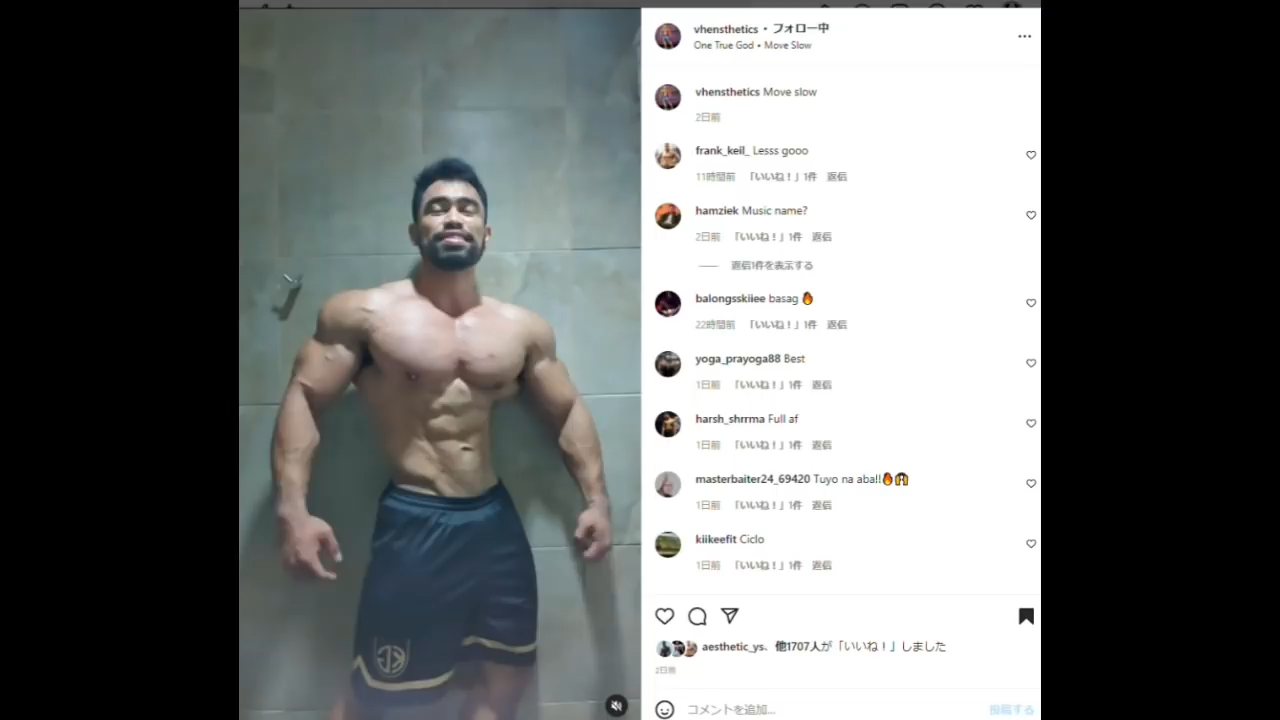 vhensthetics • フォロー中
One True God • Move Slow
vhensthetics Move slow
2日前
frank_keil_ Lesss gooo
11時間前 「いいね！」1件 返信
hamziek Music name?
2日前 「いいね！」1件 返信
返信1件を表示する
balongsskiiee basag 🔥
22時間前 「いいね！」1件 返信
yoga_prayoga88 Best
1日前 「いいね！」1件 返信
harsh_shrrma Full af
1日前 「いいね！」1件 返信
masterbaiter24_69420 Tuyo na aba!!🔥
1日前 「いいね！」1件 返信
kiikeefit Ciclo
1日前 「いいね！」1件 返信
aesthetic_ys、他1707人が「いいね！」しました
2日前
コメントを追加...
投稿する